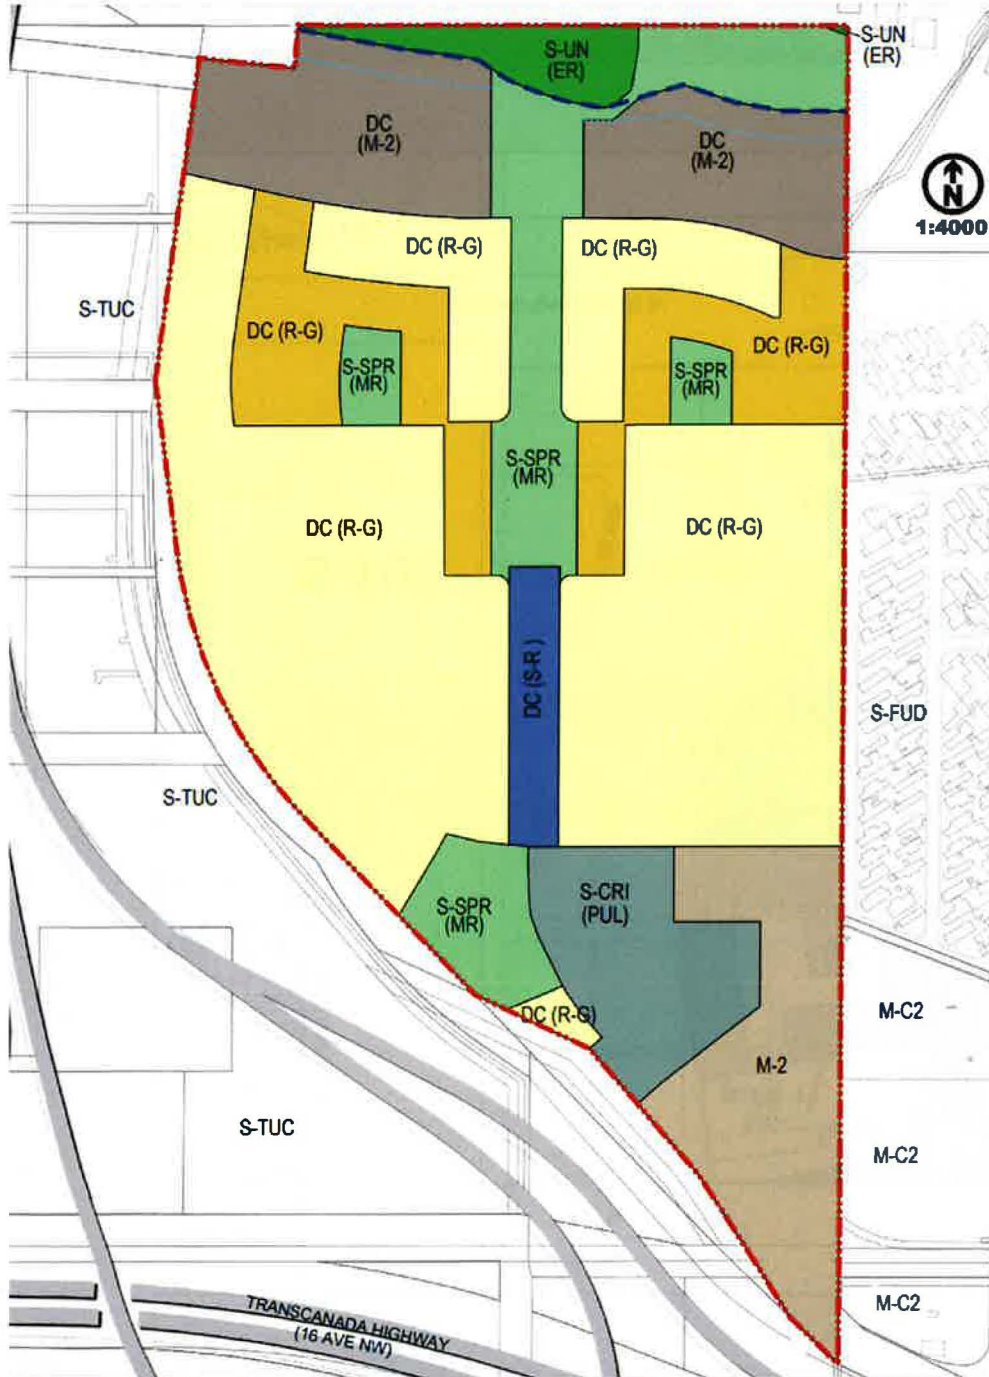 S-UN
(ER)
S-UN
(ER)
DC
(M-2)
DC
(M-2)
N
1:4000
DC (R-G)
DC (R-G)
S-TUC
DC (R-G)
DC (R-G)
S-SPR
(MR)
S-SPR
(MR)
S-SPR
(MR)
DC (R-G)
DC (R-G)
DC (S-R )
S-FUD
S-TUC
S-SPR
(MR)
S-CRI
(PUL)
DC (R-G)
M-C2
M-2
S-TUC
M-C2
M-C2
TRANSCANADA HIGHWAY
(16 AVE NW)